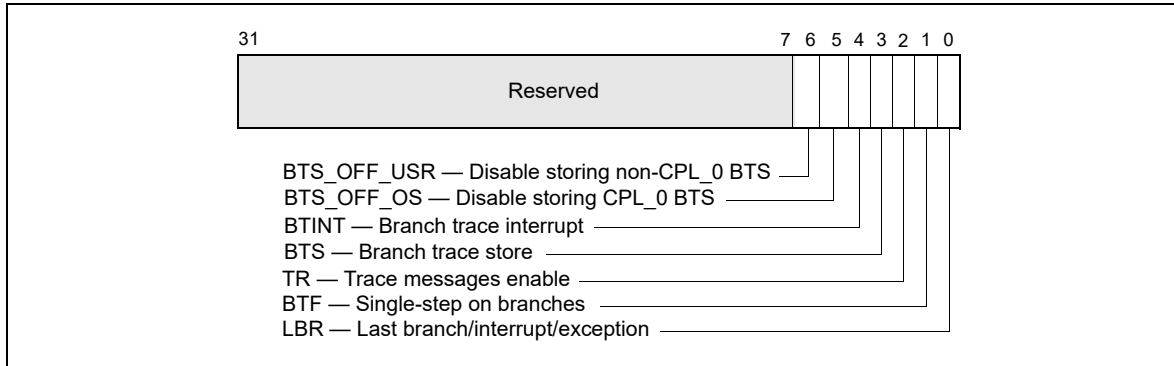 31 7 6 5 4 3 2 1 0
Reserved
BTS_OFF_USR — Disable storing non-CPL_0 BTS
BTS_OFF_OS — Disable storing CPL_0 BTS
BTINT — Branch trace interrupt
BTS — Branch trace store
TR — Trace messages enable
BTF — Single-step on branches
LBR — Last branch/interrupt/exception